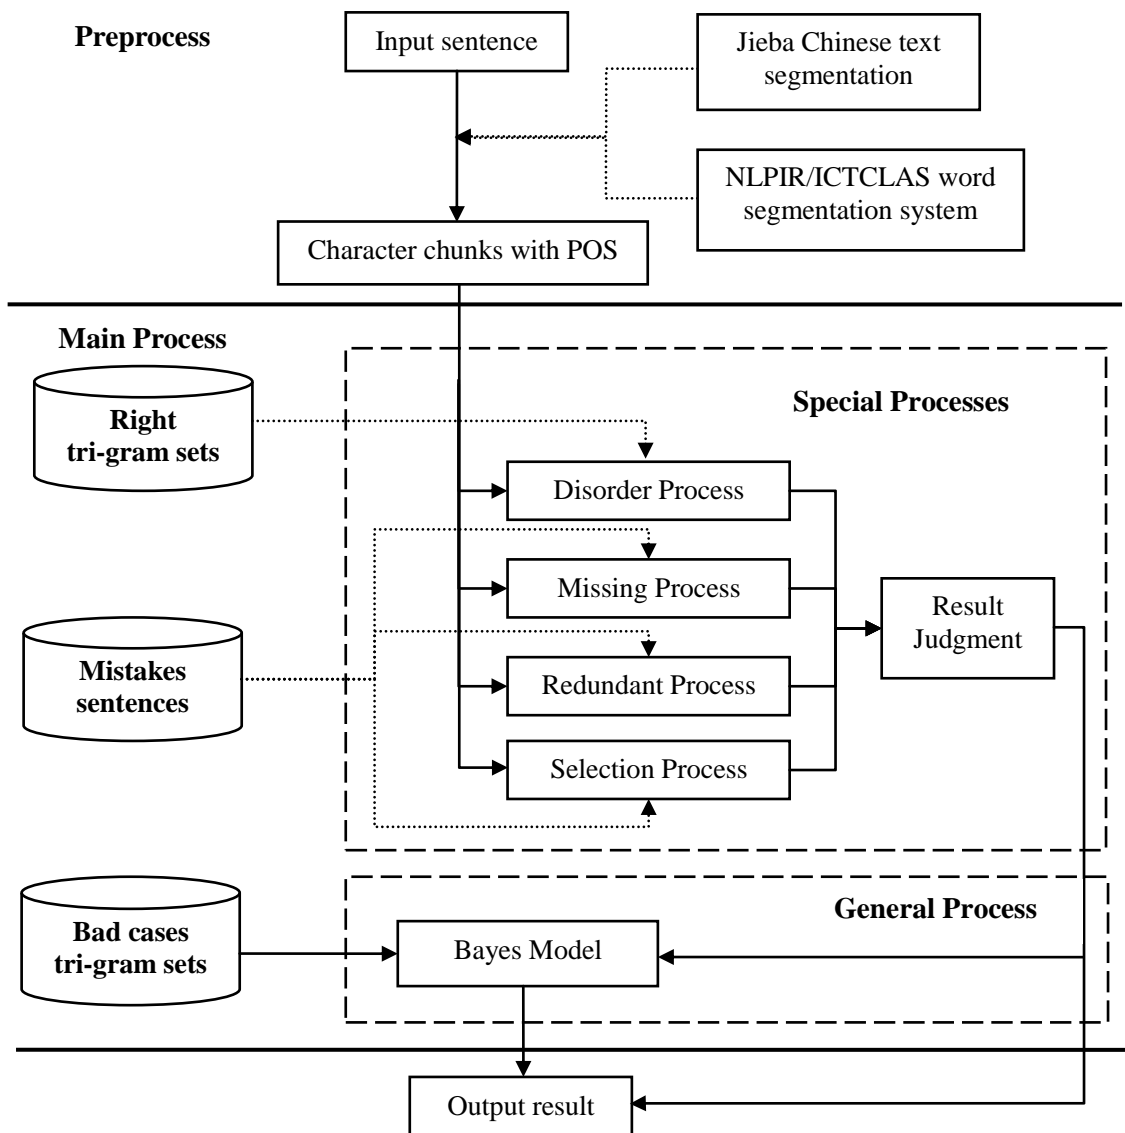 Preprocess
Input sentence
Jieba Chinese text
segmentation
NLPIR/ICTCLAS word
segmentation system
Character chunks with POS
Main Process
Right
tri-gram sets
Special Processes
Disorder Process
Missing Process
Result
Judgment
Mistakes
sentences
Redundant Process
Selection Process
Bad cases
tri-gram sets
General Process
Bayes Model
Output result